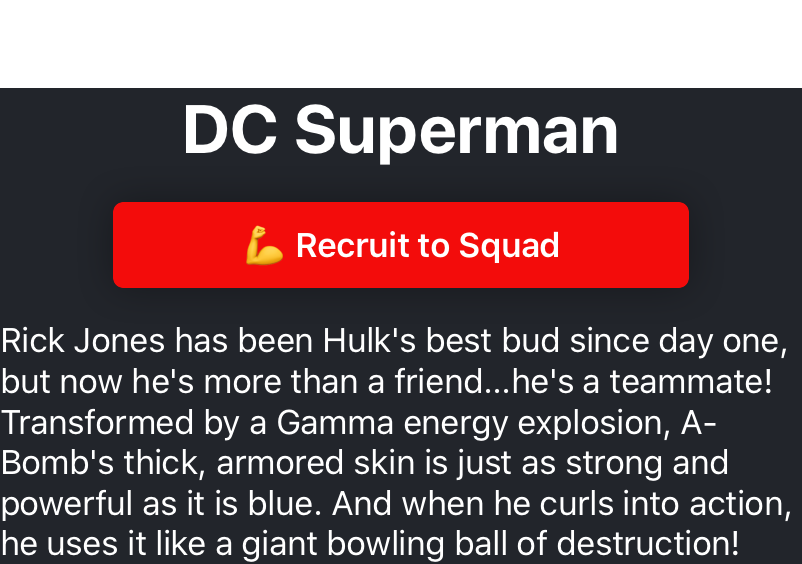 DC Superman
💪 Recruit to Squad
Rick Jones has been Hulk's best bud since day one,
but now he's more than a friend...he's a teammate!
Transformed by a Gamma energy explosion, A-
Bomb's thick, armored skin is just as strong and
powerful as it is blue. And when he curls into action,
he uses it like a giant bowling ball of destruction!